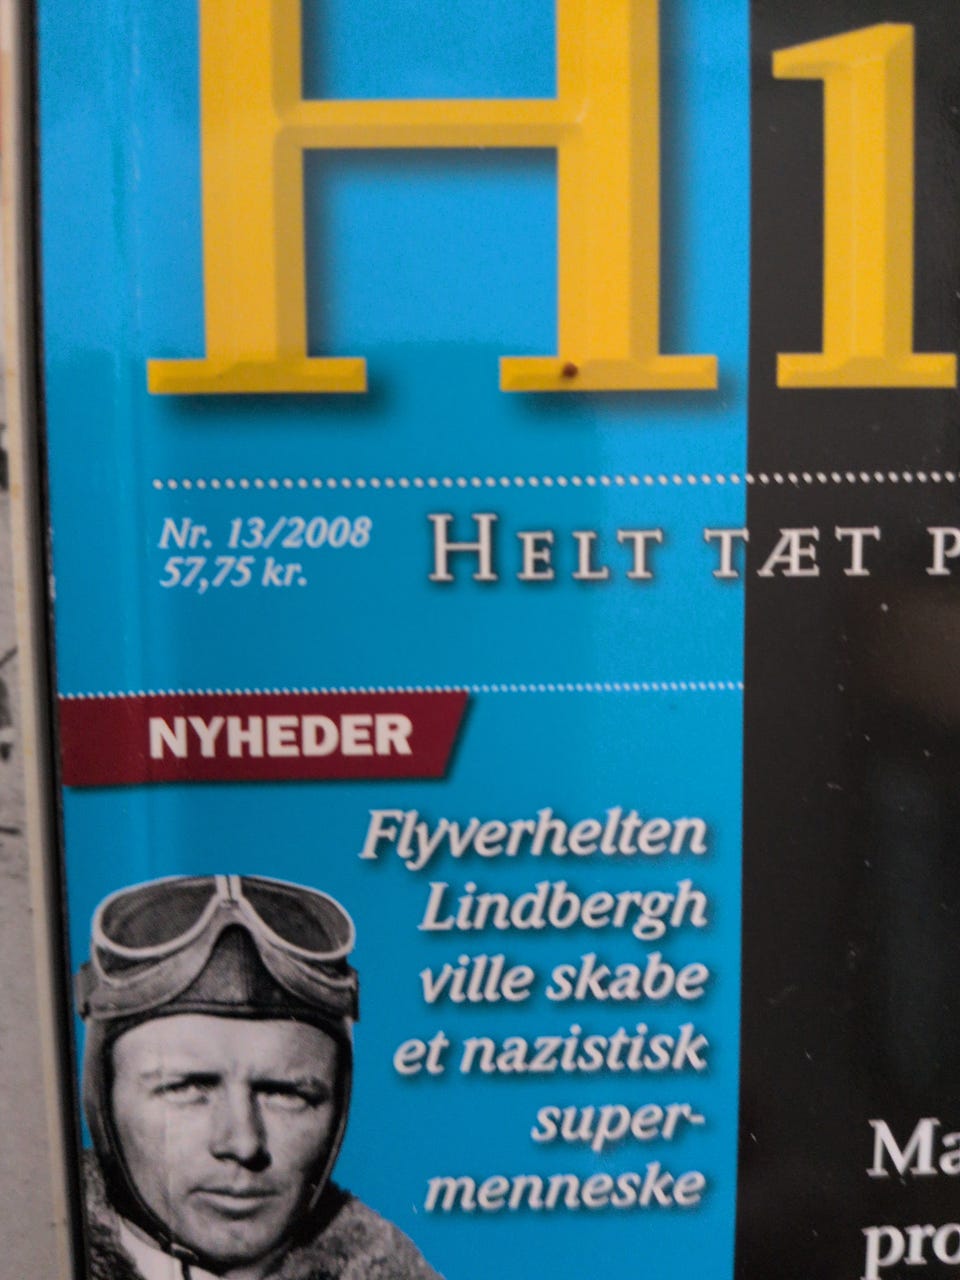 HI
Nr. 13/2008
57,75 kr.
HELT TÆT P
NYHEDER
Flyverhelten
Lindbergh
ville skabe
et nazistisk
super-
menneske
Ma
pro